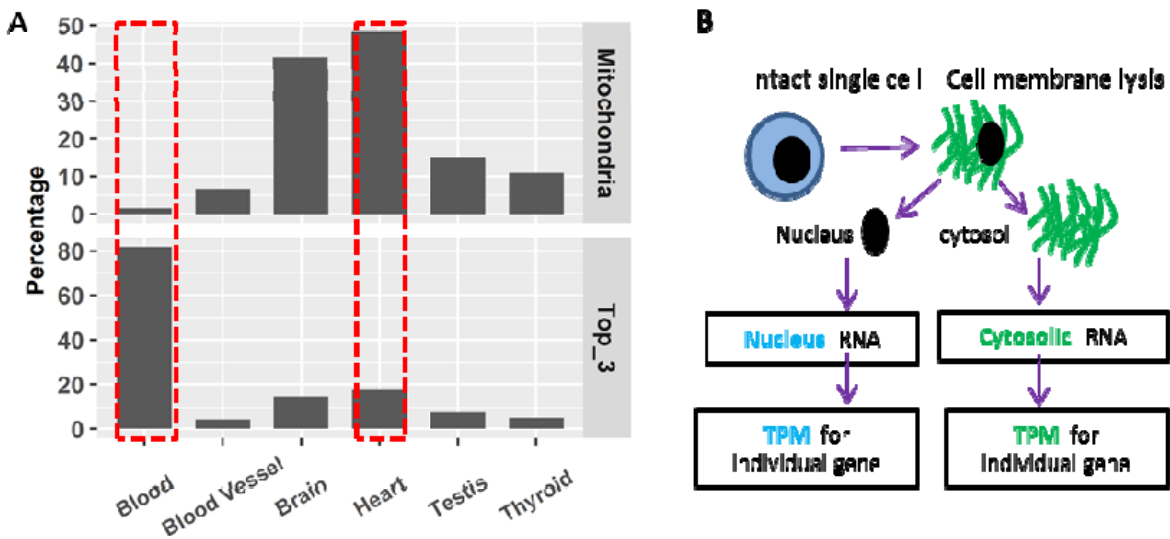 A
Percentage
50
40
30
20
10
0
Mitochondria
80
60
40
20
0
Top_3
Blood
Blood Vessel
Brain
Heart
Testis
Thyroid
B
ntact single cell
Cell membrane lysis
Nucleus
cytosol
Nucleus RNA
Cytosolic RNA
TPM for
individual gene
TPM for
individual gene